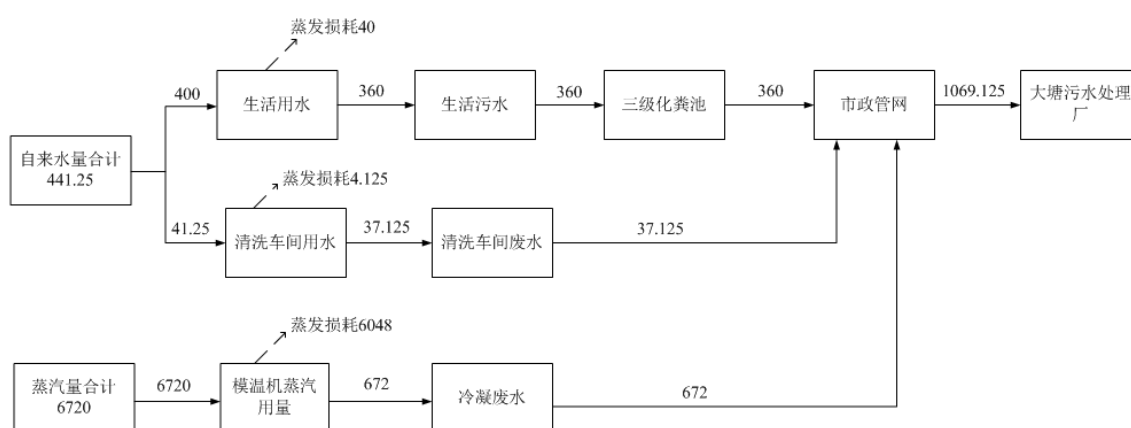 蒸发损耗40
400
生活用水
360
生活污水
360
三级化粪池
360
市政管网
1069.125
大塘污水处理
厂
自来水量合计
441.25
蒸发损耗4.125
41.25
清洗车间用水
37.125
清洗车间废水
37.125
蒸发损耗6048
蒸汽量合计
6720
6720
模温机蒸汽
用量
672
冷凝废水
672